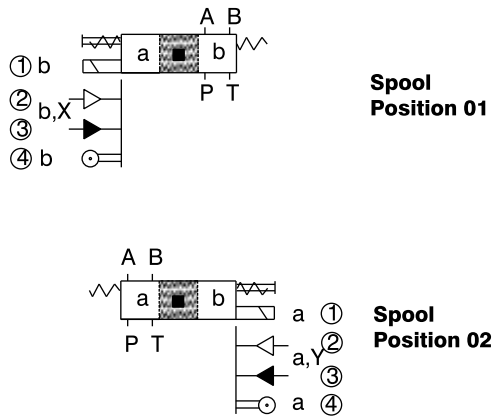 A B
a b
① b
P T
② b,X
③
④ b
Spool
Position 01
A B
a b
P T
a ①
a,Y ②
③
a ④
Spool
Position 02